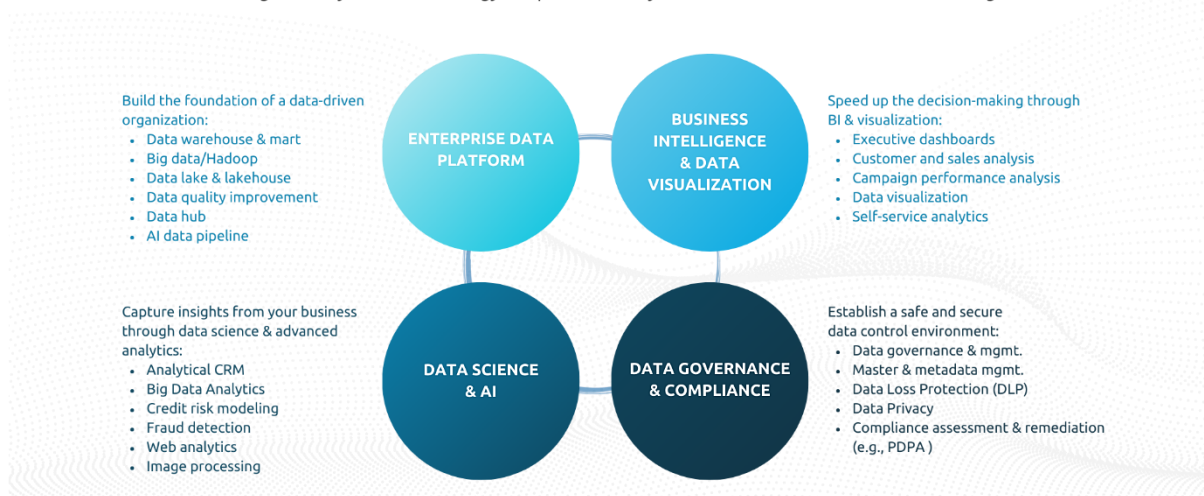 Build the foundation of a data-driven
organization:
• Data warehouse & mart
• Big data/Hadoop
• Data lake & lakehouse
• Data quality improvement
• Data hub
• AI data pipeline
ENTERPRISE DATA
PLATFORM
BUSINESS
INTELLIGENCE
& DATA
VISUALIZATION
Speed up the decision-making through
BI & visualization:
• Executive dashboards
• Customer and sales analysis
• Campaign performance analysis
• Data visualization
• Self-service analytics
Capture insights from your business
through data science & advanced
analytics:
• Analytical CRM
• Big Data Analytics
• Credit risk modeling
• Fraud detection
• Web analytics
• Image processing
DATA SCIENCE
& AI
DATA GOVERNANCE
& COMPLIANCE
Establish a safe and secure
data control environment:
• Data governance & mgmt.
• Master & metadata mgmt.
• Data Loss Protection (DLP)
• Data Privacy
• Compliance assessment & remediation
(e.g., PDPA )